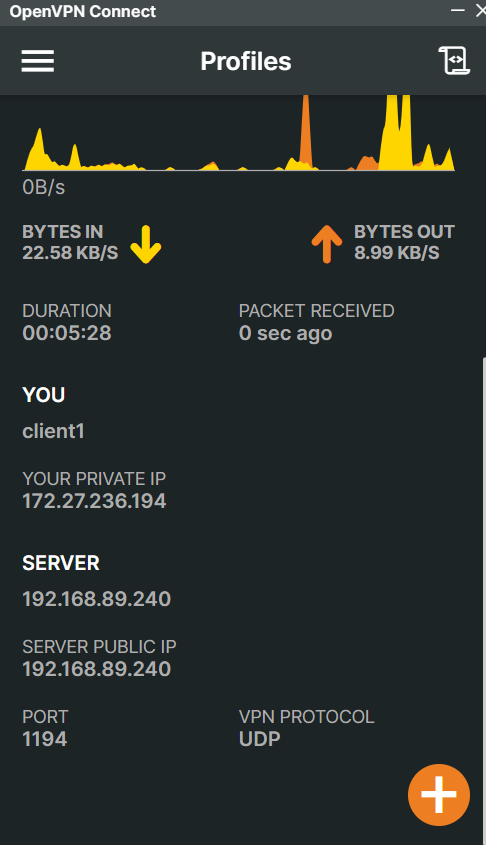 OpenVPN Connect
Profiles
0B/s
BYTES IN
22.58 KB/S
BYTES OUT
8.99 KB/S
DURATION
00:05:28
PACKET RECEIVED
0 sec ago
YOU
client1
YOUR PRIVATE IP
172.27.236.194
SERVER
192.168.89.240
SERVER PUBLIC IP
192.168.89.240
PORT
1194
VPN PROTOCOL
UDP